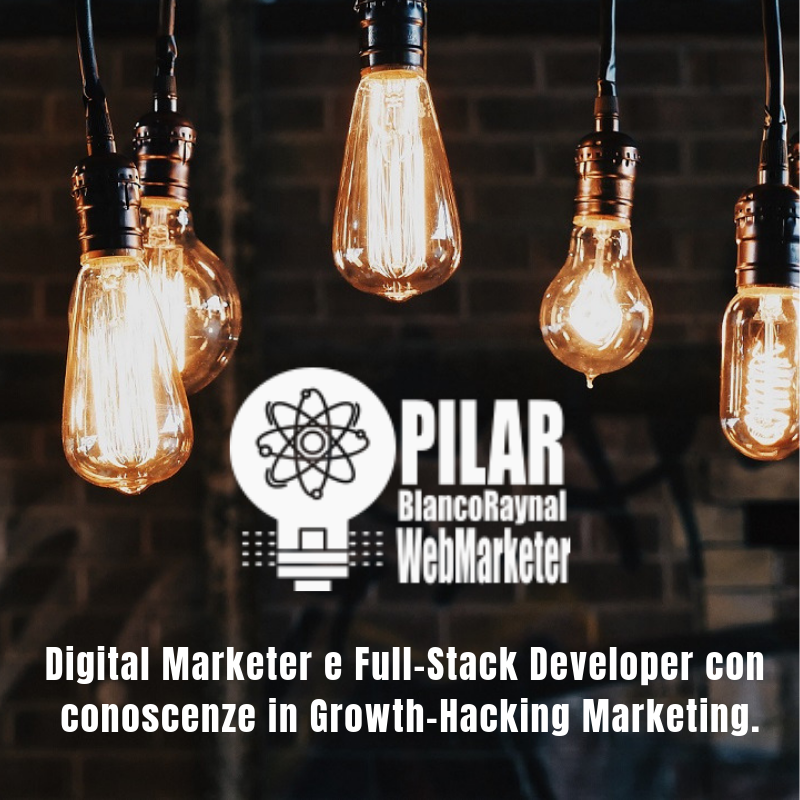 PILAR
BlancoRaynal
WebMarketer
Digital Marketer e Full-Stack Developer con
conoscenze in Growth-Hacking Marketing.